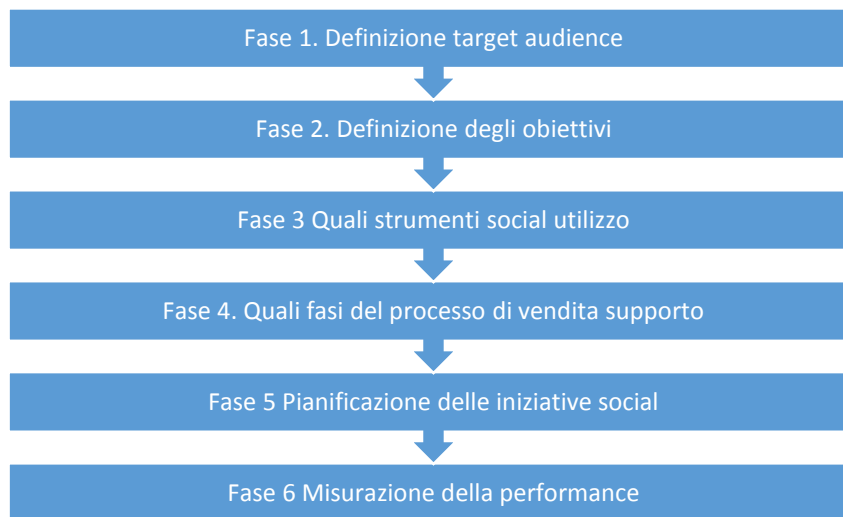 Fase 1. Definizione target audience
Fase 2. Definizione degli obiettivi
Fase 3 Quali strumenti social utilizzo
Fase 4. Quali fasi del processo di vendita supporto
Fase 5 Pianificazione delle iniziative social
Fase 6 Misurazione della performance